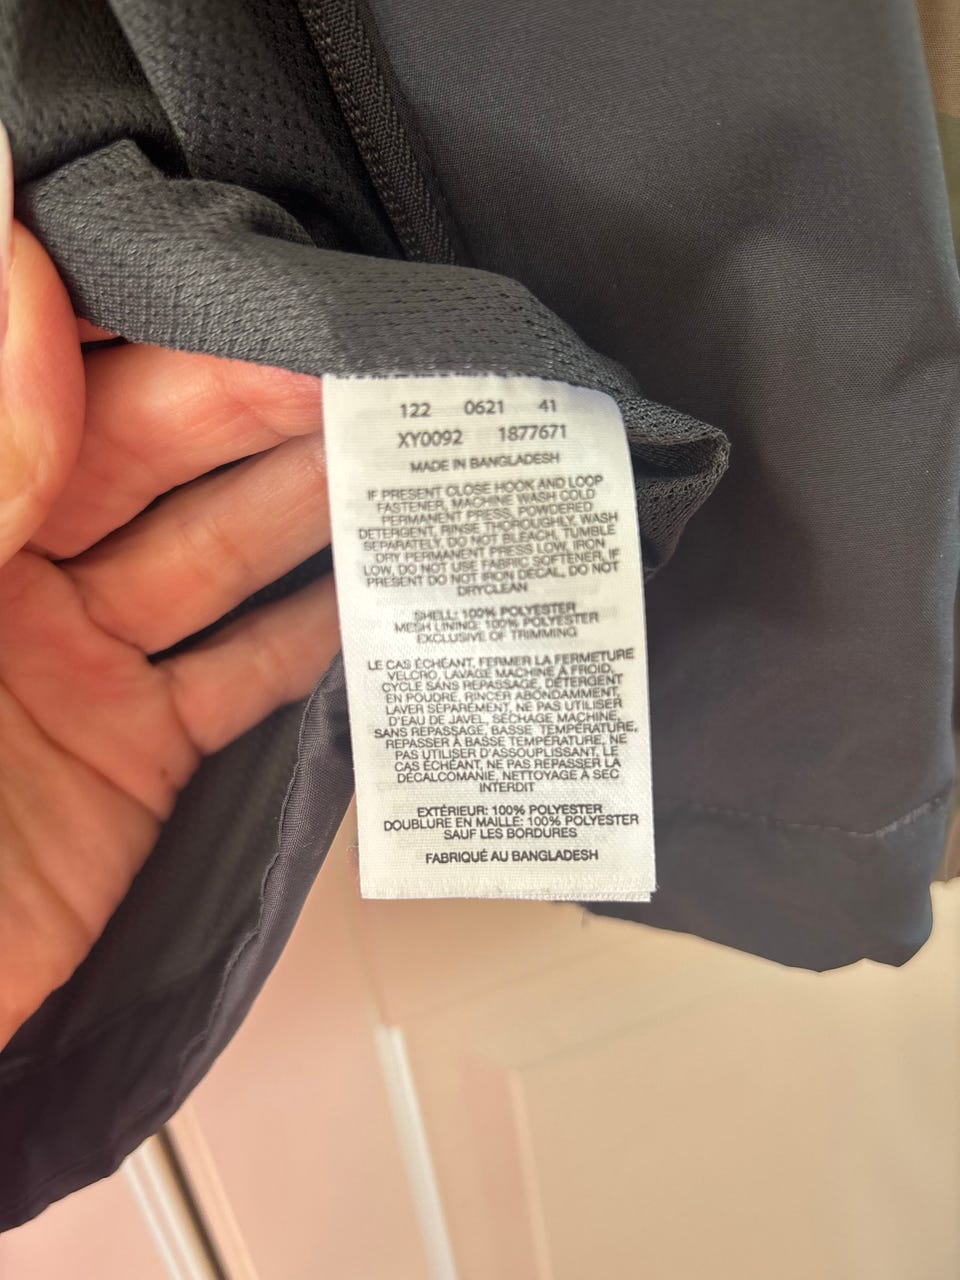 122 0621 41
XY0092 1877671
MADE IN BANGLADESH
IF PRESENT CLOSE HOOK AND LOOP
FASTENER, MACHINE WASH COLD
PERMANENT PRESS, POWDERED
DETERGENT, RINSE THOROUGHLY, WASH
SEPARATELY, DO NOT BLEACH, TUMBLE
DRY PERMANENT PRESS LOW, IRON
LOW, DO NOT USE FABRIC SOFTENER, IF
PRESENT DO NOT IRON DECAL, DO NOT
DRYCLEAN
SHELL: 100% POLYESTER
MESH LINING: 100% POLYESTER
EXCLUSIVE OF TRIMMING
LE CAS ÉCHÉANT, FERMER LA FERMETURE
VELCRO, LAVAGE MACHINE À FROID,
CYCLE SANS REPASSAGE, DÉTERGENT
EN POUDRE, RINCER ABONDAMMENT,
LAVER SÉPAREMENT, NE PAS UTILISER
D'EAU DE JAVEL, SÉCHAGE MACHINE,
SANS REPASSAGE, BASSE TEMPÉRATURE,
REPASSER À BASSE TEMPÉRATURE, NE
PAS UTILISER D'ASSOUPLISSANT, LE
CAS ÉCHÉANT, NE PAS REPASSER LA
DÉCALCOMANIE, NETTOYAGE À SEC
INTERDIT
EXTÉRIEUR: 100% POLYESTER
DOUBLURE EN MAILLE: 100% POLYESTER
SAUF LES BORDURES
FABRIQUÉ AU BANGLADESH